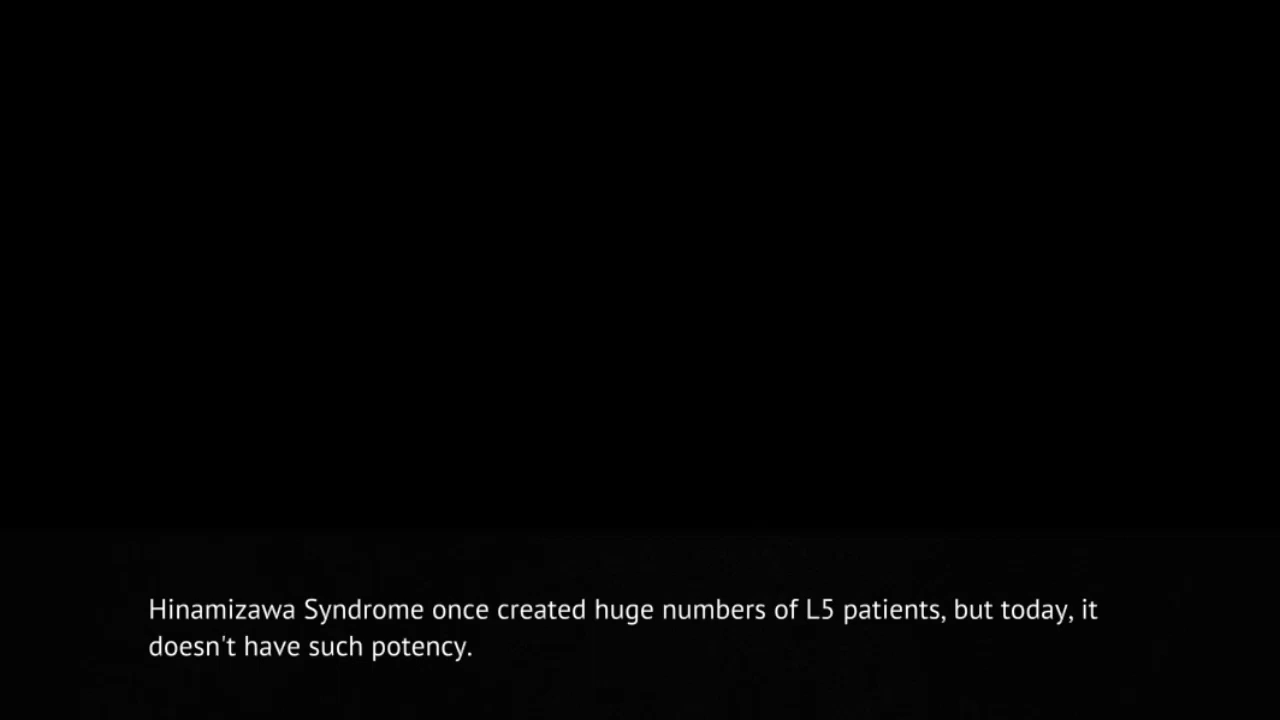 Hinamizawa Syndrome once created huge numbers of L5 patients, but today, it
doesn't have such potency.